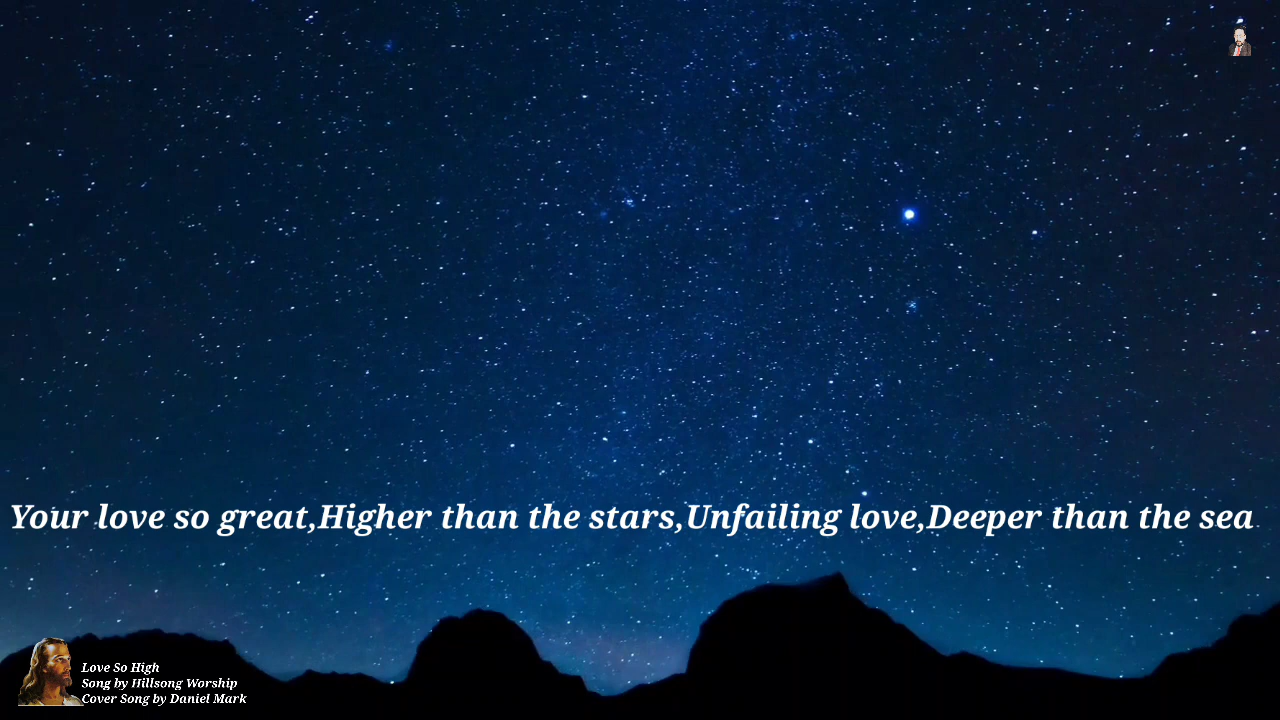 Your love so great,Higher than the stars,Unfailing love,Deeper than the sea
Love So High
Song by Hillsong Worship
Cover Song by Daniel Mark